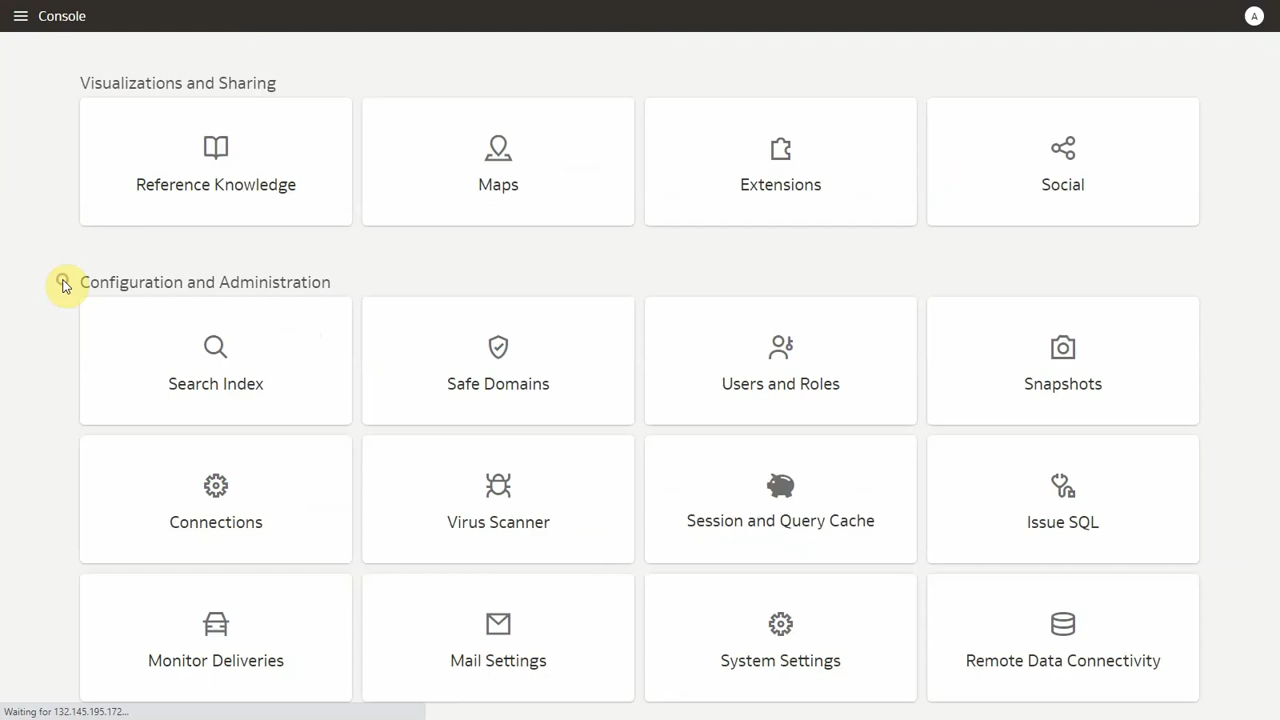 Console
A
Visualizations and Sharing
Reference Knowledge
Maps
Extensions
Social
Configuration and Administration
Search Index
Safe Domains
Users and Roles
Snapshots
Connections
Virus Scanner
Session and Query Cache
Issue SQL
Monitor Deliveries
Mail Settings
System Settings
Remote Data Connectivity
Waiting for 132.145.195.172...